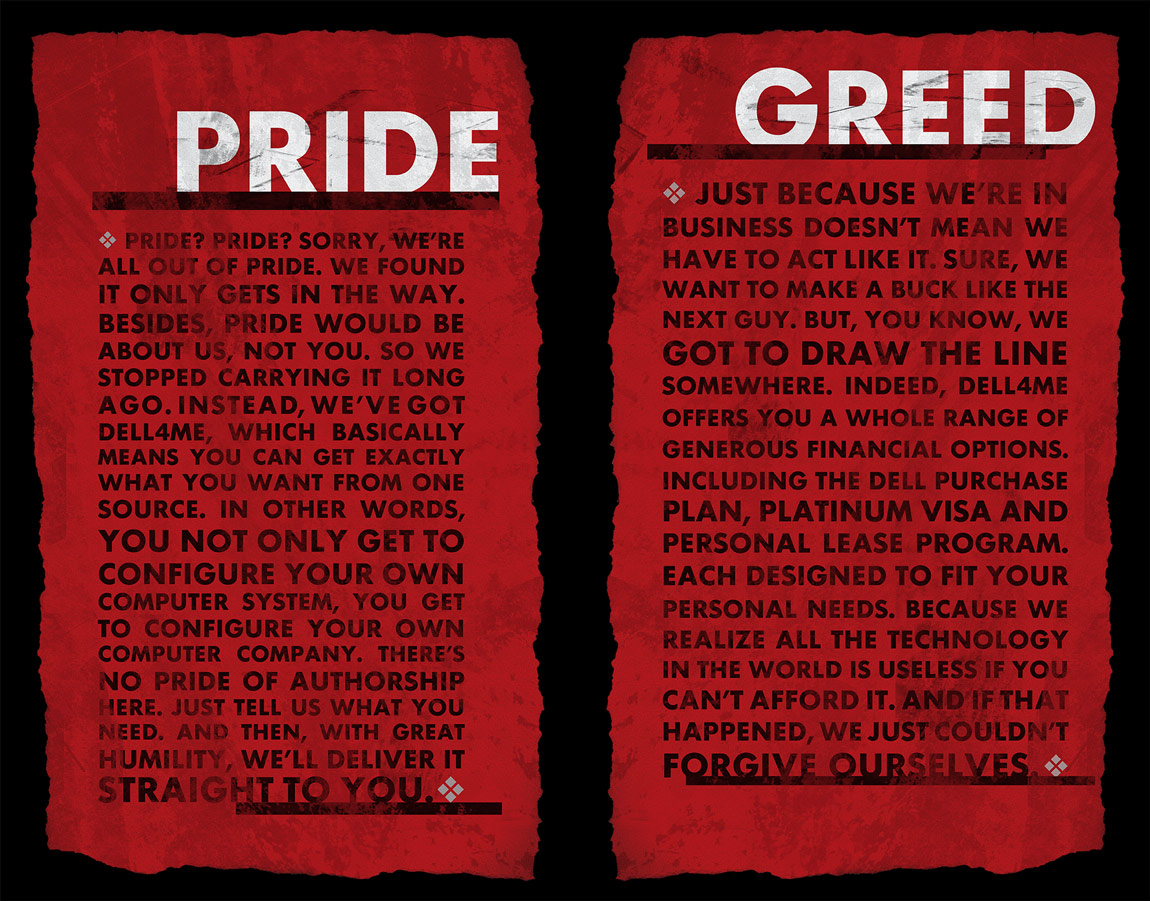 PRIDE
❖ PRIDE? PRIDE? SORRY, WE'RE
ALL OUT OF PRIDE. WE FOUND
IT ONLY GETS IN THE WAY.
BESIDES, PRIDE WOULD BE
ABOUT US, NOT YOU. SO WE
STOPPED CARRYING IT LONG
AGO. INSTEAD, WE'VE GOT
DELL4ME, WHICH BASICALLY
MEANS YOU CAN GET EXACTLY
WHAT YOU WANT FROM ONE
SOURCE. IN OTHER WORDS,
YOU NOT ONLY GET TO
CONFIGURE YOUR OWN
COMPUTER SYSTEM, YOU GET
TO CONFIGURE YOUR OWN
COMPUTER COMPANY. THERE'S
NO PRIDE OF AUTHORSHIP
HERE. JUST TELL US WHAT YOU
NEED. AND THEN, WITH GREAT
HUMILITY, WE'LL DELIVER IT
STRAIGHT TO YOU. ❖
GREED
❖ JUST BECAUSE WE'RE IN
BUSINESS DOESN'T MEAN WE
HAVE TO ACT LIKE IT. SURE, WE
WANT TO MAKE A BUCK LIKE THE
NEXT GUY. BUT, YOU KNOW, WE
GOT TO DRAW THE LINE
SOMEWHERE. INDEED, DELL4ME
OFFERS YOU A WHOLE RANGE OF
GENEROUS FINANCIAL OPTIONS.
INCLUDING THE DELL PURCHASE
PLAN, PLATINUM VISA AND
PERSONAL LEASE PROGRAM.
EACH DESIGNED TO FIT YOUR
PERSONAL NEEDS. BECAUSE WE
REALIZE ALL THE TECHNOLOGY
IN THE WORLD IS USELESS IF YOU
CAN'T AFFORD IT. AND IF THAT
HAPPENED, WE JUST COULDN'T
FORGIVE OURSELVES. ❖